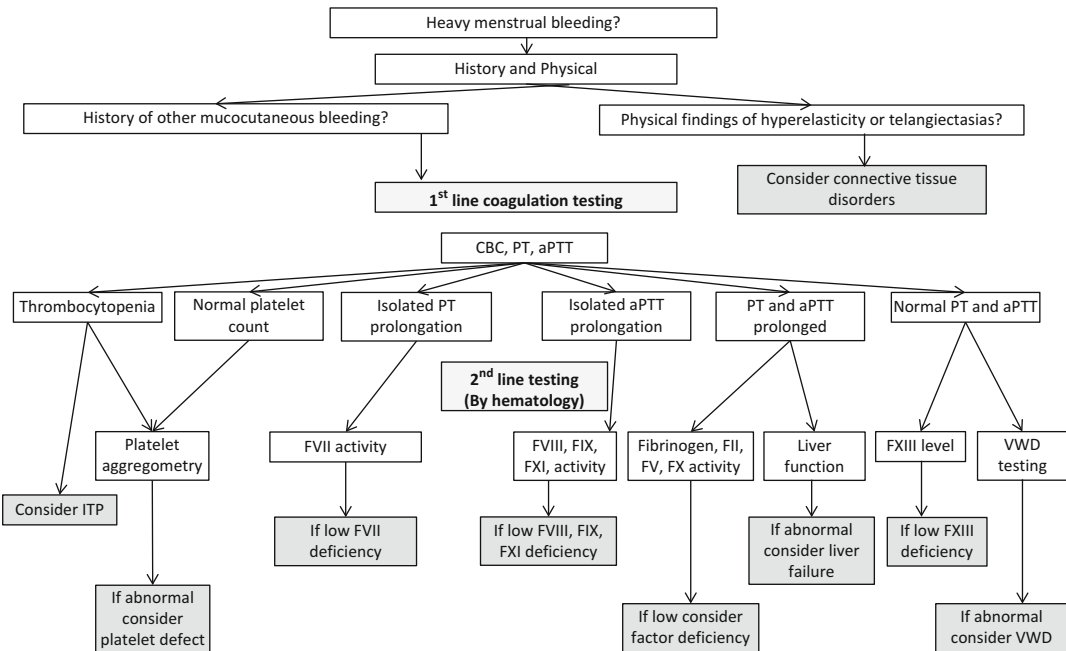 Heavy menstrual bleeding?
History and Physical
History of other mucocutaneous bleeding?
Physical findings of hyperelasticity or telangiectasias?
Consider connective tissue
disorders
1st line coagulation testing
CBC, PT, aPTT
Thrombocytopenia
Normal platelet
count
Isolated PT
prolongation
Isolated aPTT
prolongation
PT and aPTT
prolonged
Normal PT and aPTT
2nd line testing
(By hematology)
Platelet
aggregometry
FVII activity
FVIII, FIX,
FXI, activity
Fibrinogen, FII,
FV, FX activity
Liver
function
FXIII level
VWD
testing
Consider ITP
If low FVII
deficiency
If low FVIII, FIX,
FXI deficiency
If abnormal
consider liver
failure
If low FXIII
deficiency
If abnormal
consider
platelet defect
If low consider
factor deficiency
If abnormal
consider VWD